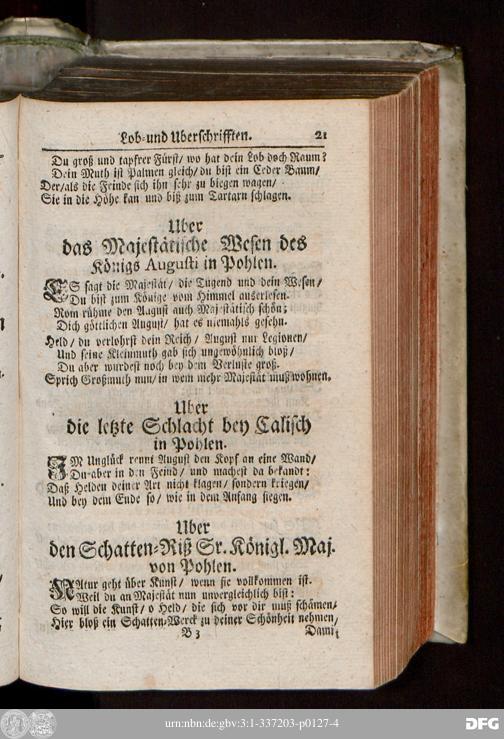 Lob-und Uberschrifften. 21
Du groß und tapfrer Fürst/ wo hat dein Lob doch Raum?
Dein Muth ist Palmen gleich/ du bist ein Ceder Baum/
Der/als die Feinde sich ihn sehr zu biegen wagen/
Sie in die Höhe kan und biß zum Tartarn schlagen.
Uber
das Majestätische Wesen des
Königs Augusti in Pohlen.
ES sagt die Majestät/ die Tugend und dein Wesen/
Du bist zum Könige vom Himmel auserlesen.
Rom rühme den August auch Majestätisch schön;
Dich göttlichen August/ hat es niemahls gesehn.
Held/ du verlohrst dein Reich/ August nur Legionen/
Und seine Kleinmuth gab sich ungewöhnlich bloß/
Du aber wurdest noch bey dem Verluste groß.
Sprich Großmuth nun/ in wem mehr Majestät muß wohnen.
Uber
die letzte Schlacht bey Calisch
in Pohlen.
IM Unglück rennt August den Kopf an eine Wand/
Du aber in den Feind/ und machest da bekandt:
Daß Helden deiner Art nicht klagen/ sondern kriegen/
Und bey dem Ende so/ wie in dem Anfang siegen.
Uber
den Schatten-Riß Sr. Königl. Maj.
von Pohlen.
NAtur geht über Kunst/ wenn sie vollkommen ist.
Weil du an Majestät nun unvergleichlich bist:
So will die Kunst/ o Held/ die sich vor dir muß schämen/
Hier bloß ein Schatten-Werck zu deiner Schönheit nehmen/
B 3 Damit
urn:nbn:de:gbv:3:1-337203-p0127-4
DFG